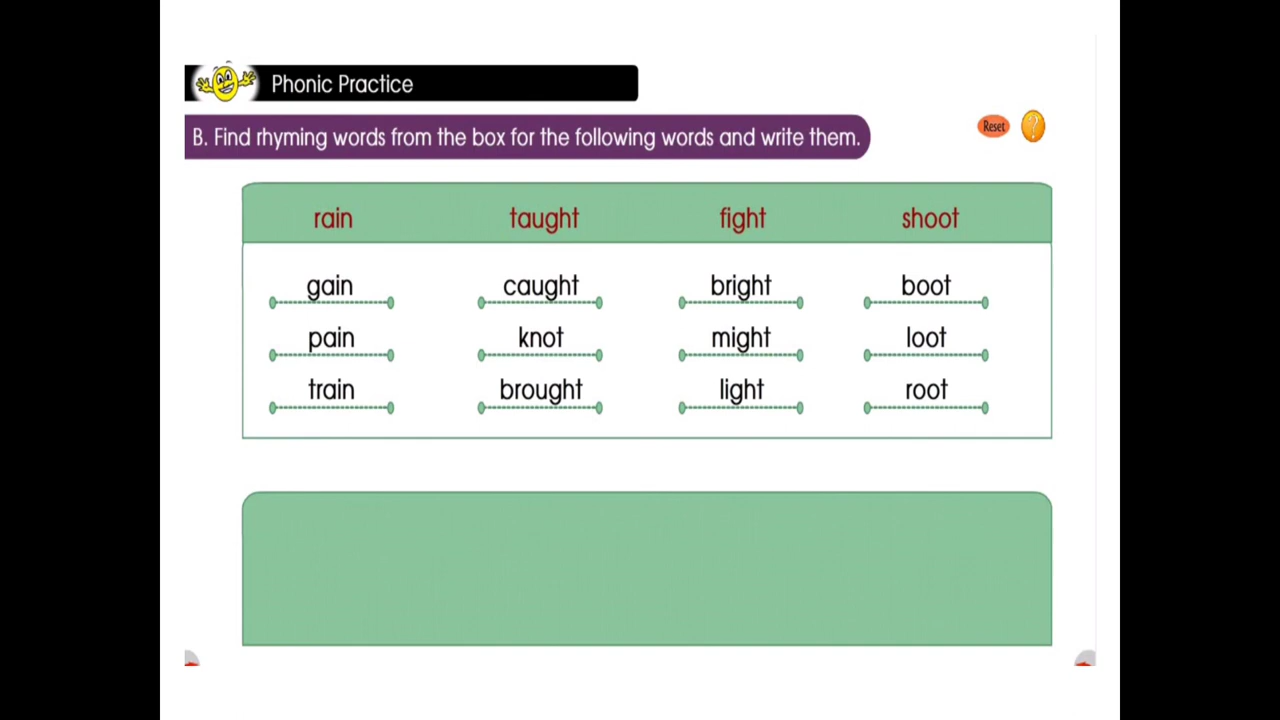 Phonic Practice
B. Find rhyming words from the box for the following words and write them.
Reset
?
rain taught fight shoot
gain caught bright boot
pain knot might loot
train brought light root